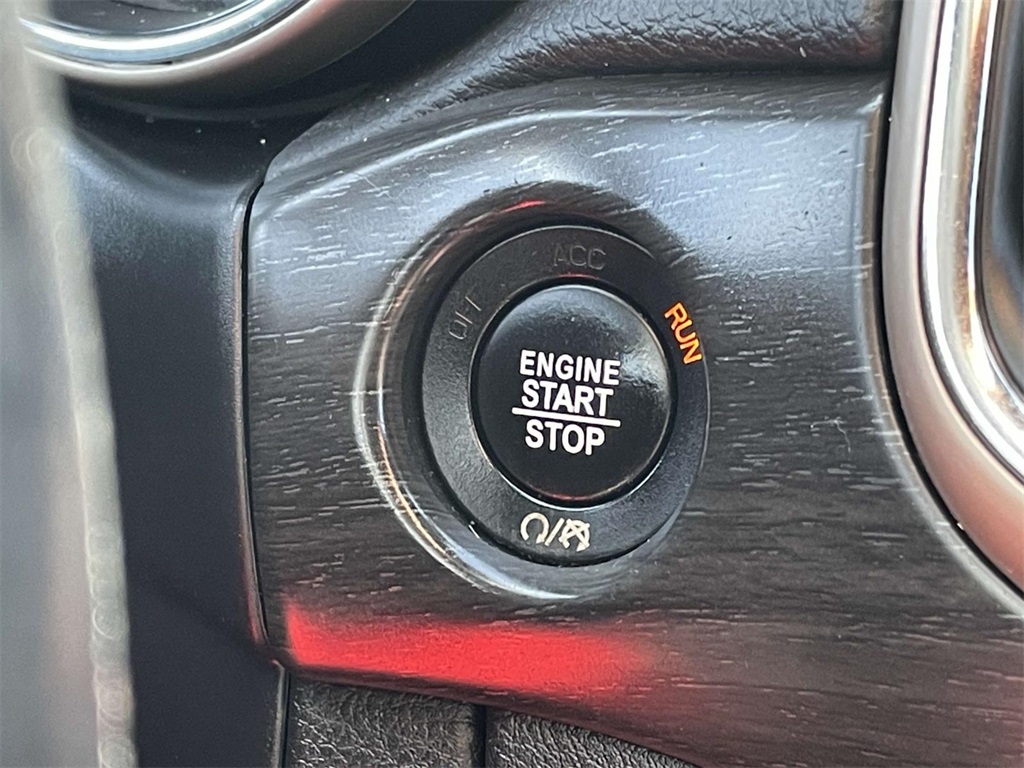 ACC
OFF
RUN
ENGINE
START
STOP